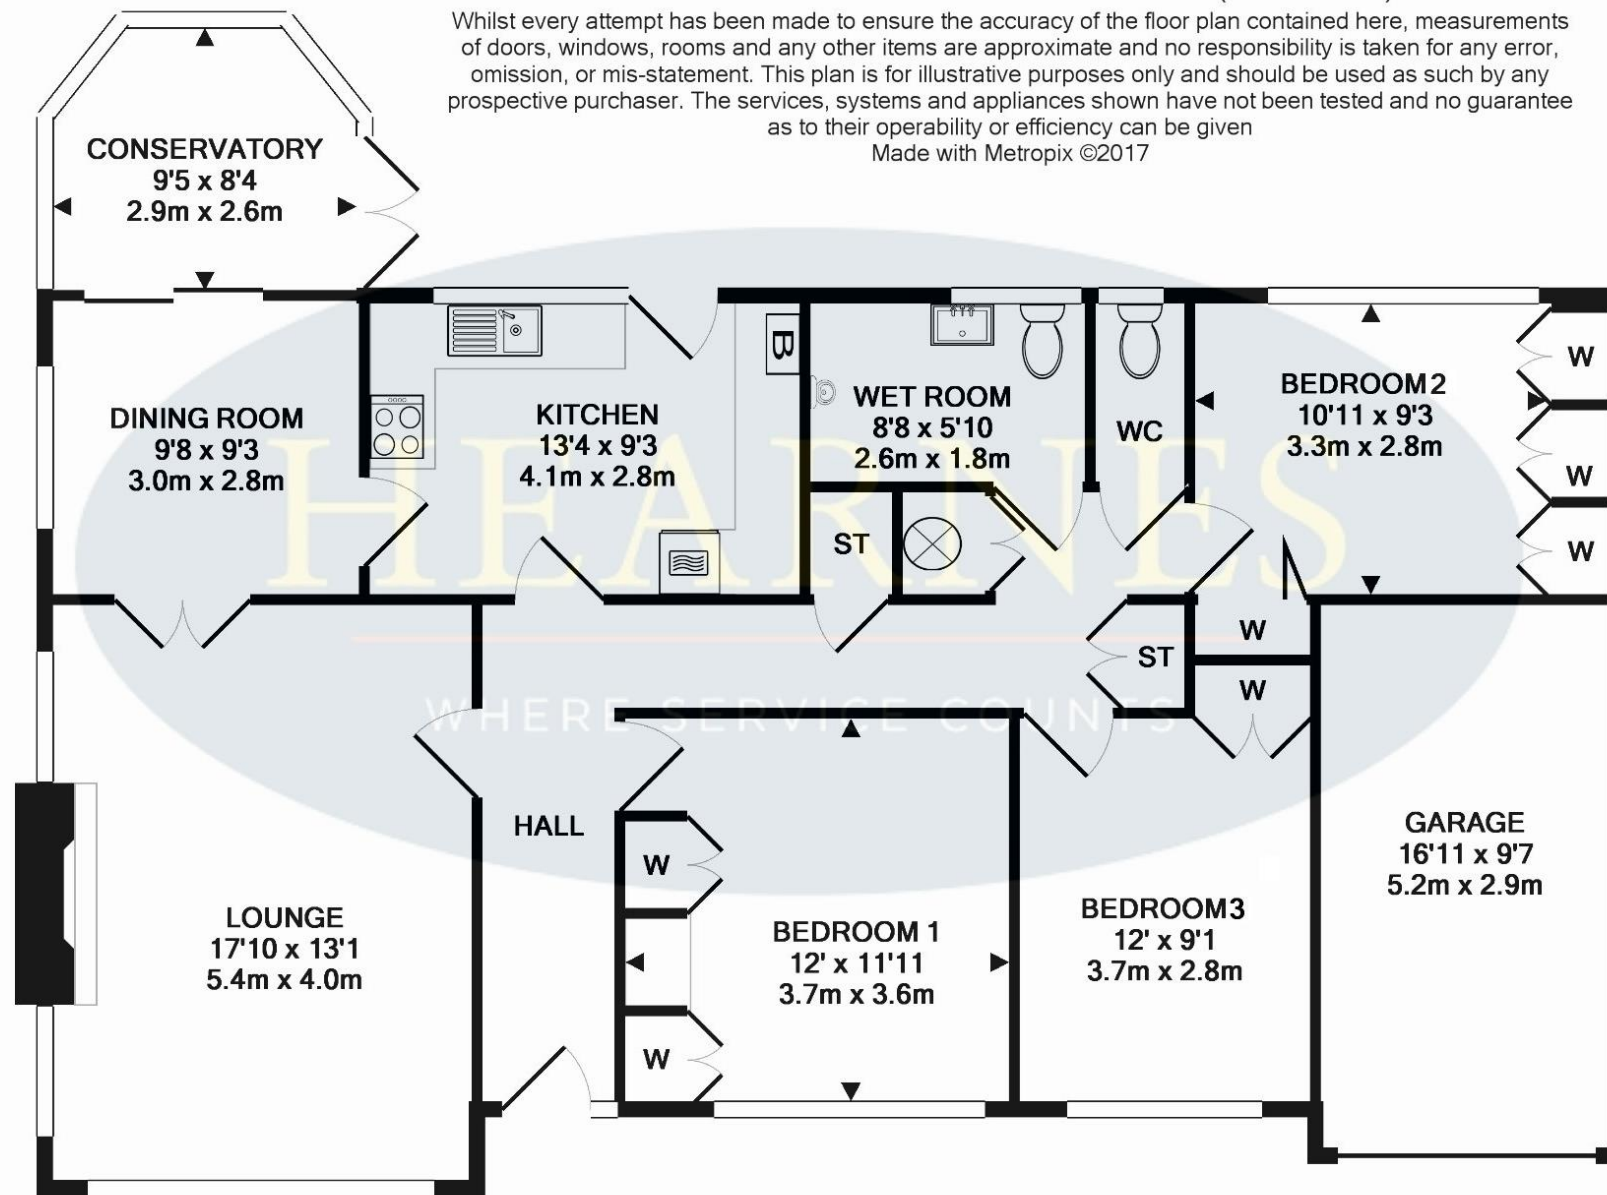 Whilst every attempt has been made to ensure the accuracy of the floor plan contained here, measurements
of doors, windows, rooms and any other items are approximate and no responsibility is taken for any error,
omission, or mis-statement. This plan is for illustrative purposes only and should be used as such by any
prospective purchaser. The services, systems and appliances shown have not been tested and no guarantee
as to their operability or efficiency can be given
Made with Metropix ©2017
CONSERVATORY
9'5 x 8'4
2.9m x 2.6m
DINING ROOM
9'8 x 9'3
3.0m x 2.8m
KITCHEN
13'4 x 9'3
4.1m x 2.8m
B
WET ROOM
8'8 x 5'10
2.6m x 1.8m
WC
BEDROOM 2
10'11 x 9'3
3.3m x 2.8m
W
W
W
ST
ST
W
W
HEARNES
WHERE SERVICE COUNTS
HALL
LOUNGE
17'10 x 13'1
5.4m x 4.0m
W
W
BEDROOM 1
12' x 11'11
3.7m x 3.6m
BEDROOM3
12' x 9'1
3.7m x 2.8m
GARAGE
16'11 x 9'7
5.2m x 2.9m